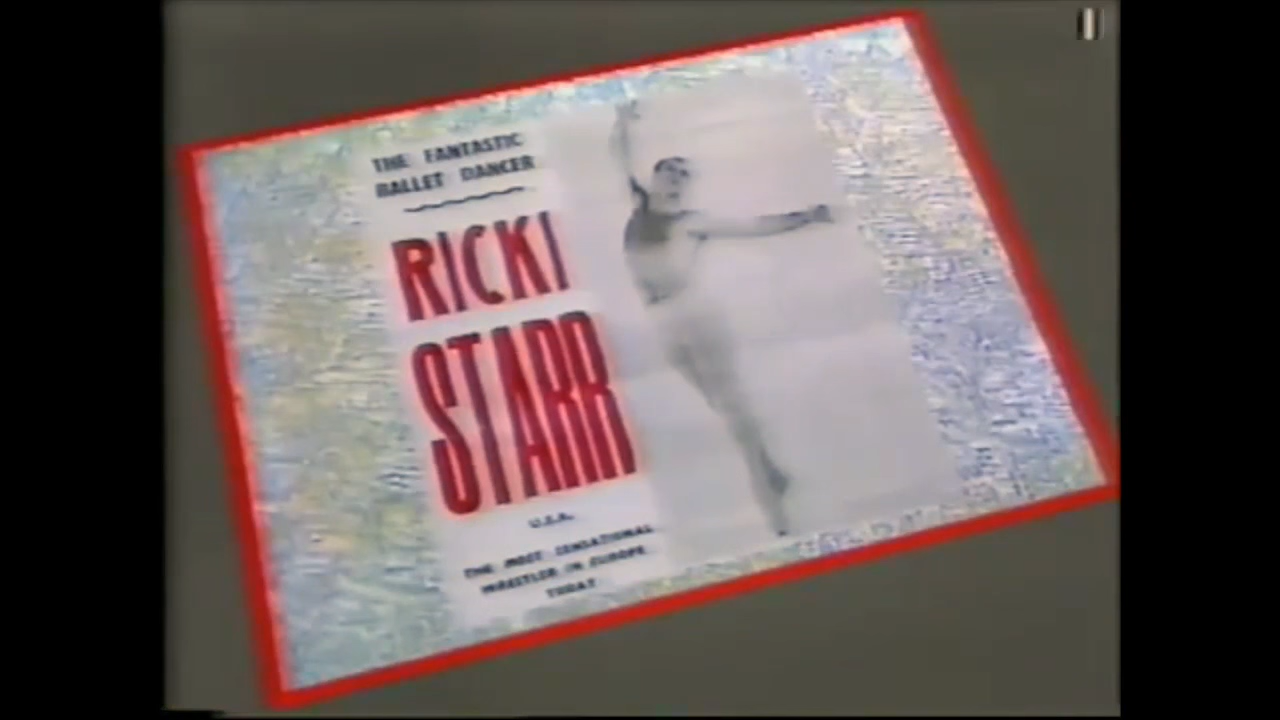 THE FANTASTIC
BALLET DANCER
RICKI
STARR
U.S.A.
THE MOST SENSATIONAL
WRESTLER IN EUROPE
TODAY